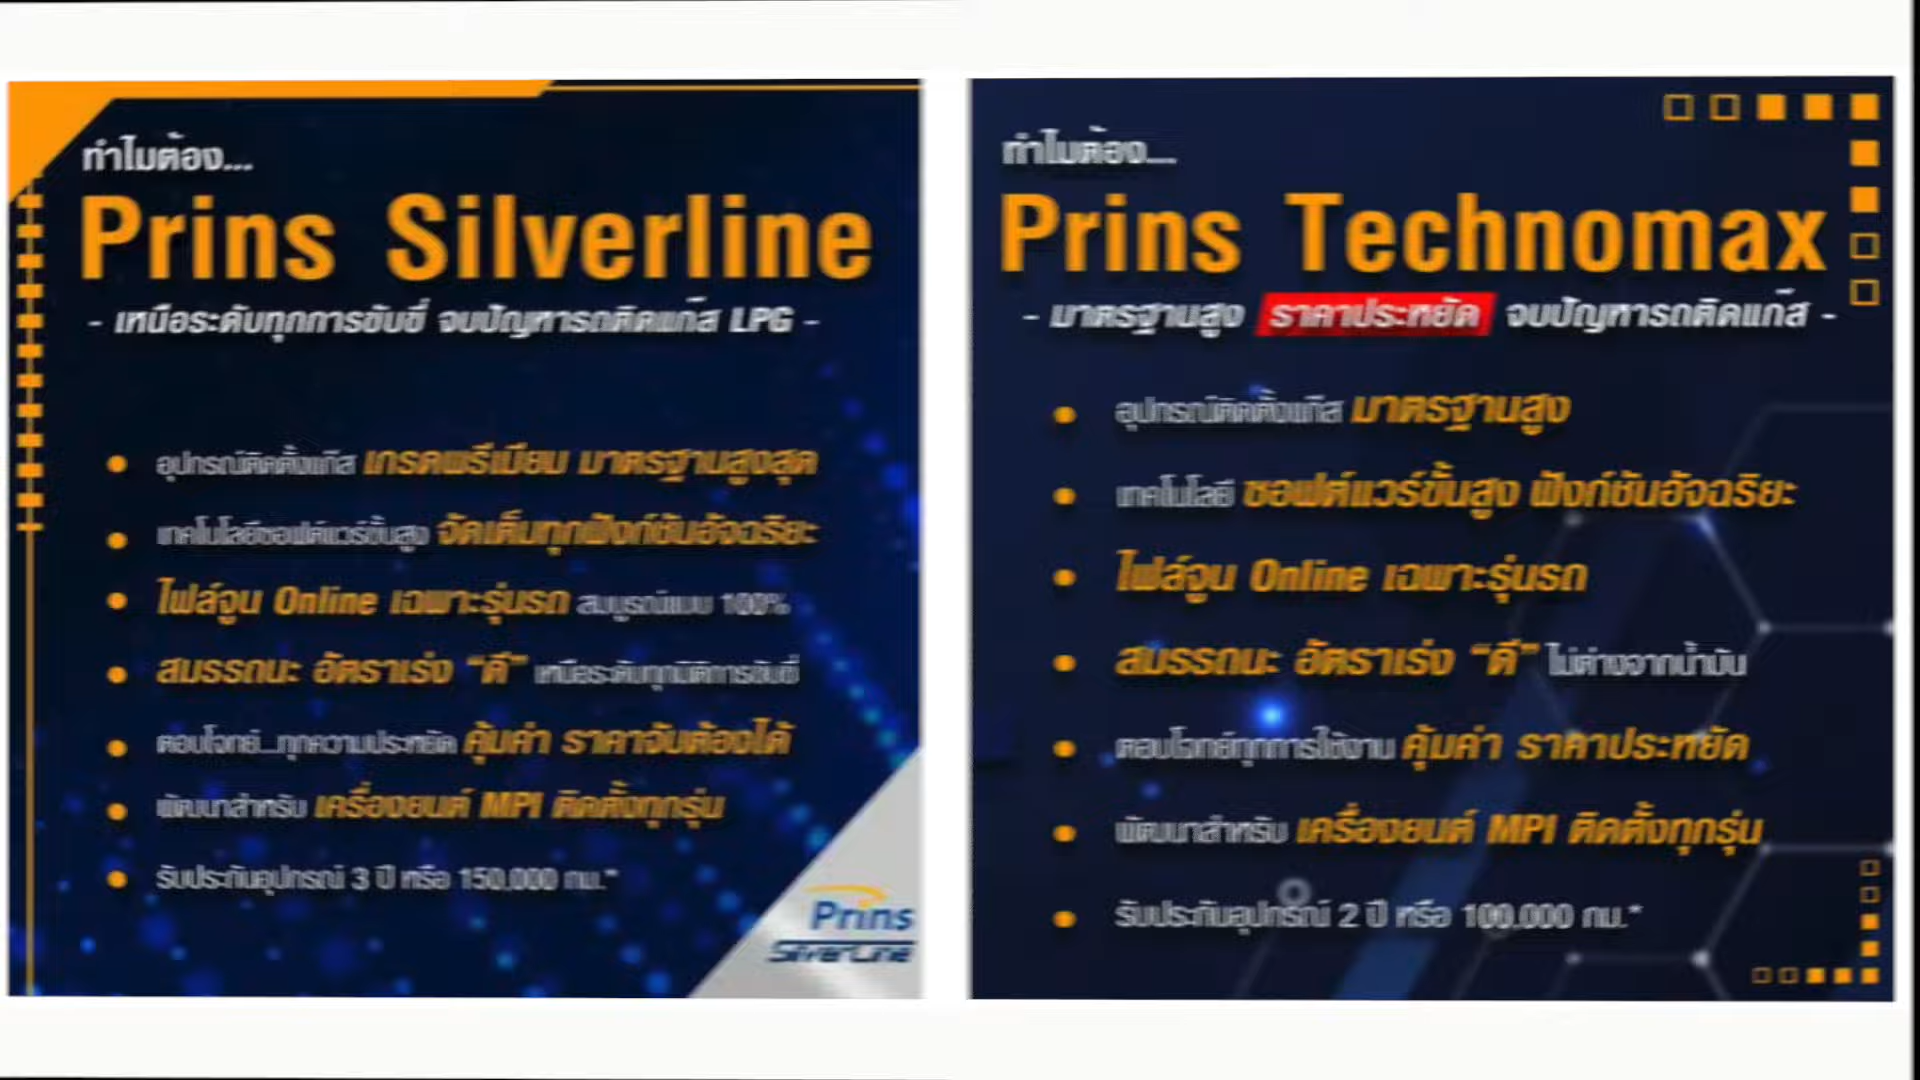 ทำไมต้อง...
Prins Silverline
- เหนือระดับทุกการขับขี่ จบปัญหารถติดแก๊ส LPG -
อุปกรณ์ติดตั้งแก๊ส เกรดพรีเมียม มาตรฐานสูงสุด
เทคโนโลยีซอฟต์แวร์ขั้นสูง จัดเต็มทุกฟังก์ชันอัจฉริยะ
ไฟล์จูน Online เฉพาะรุ่นรถ สมบูรณ์แบบ 100%
สมรรถนะ อัตราเร่ง “ดี” เหนือระดับทุกมิติการขับขี่
ตอบโจทย์...ทุกความประหยัด คุ้มค่า ราคาจับต้องได้
พัฒนาสำหรับ เครื่องยนต์ MPI ติดตั้งทุกรุ่น
รับประกันอุปกรณ์ 3 ปี หรือ 150,000 กม.*
Prins
SilverLine
ทำไมต้อง...
Prins Technomax
- มาตรฐานสูง ราคาประหยัด จบปัญหารถติดแก๊ส -
อุปกรณ์ติดตั้งแก๊ส มาตรฐานสูง
เทคโนโลยี ซอฟต์แวร์ขั้นสูง ฟังก์ชันอัจฉริยะ
ไฟล์จูน Online เฉพาะรุ่นรถ
สมรรถนะ อัตราเร่ง “ดี” ไม่ต่างจากน้ำมัน
ตอบโจทย์ทุกการใช้งาน คุ้มค่า ราคาประหยัด
พัฒนาสำหรับ เครื่องยนต์ MPI ติดตั้งทุกรุ่น
รับประกันอุปกรณ์ 2 ปี หรือ 100,000 กม.*